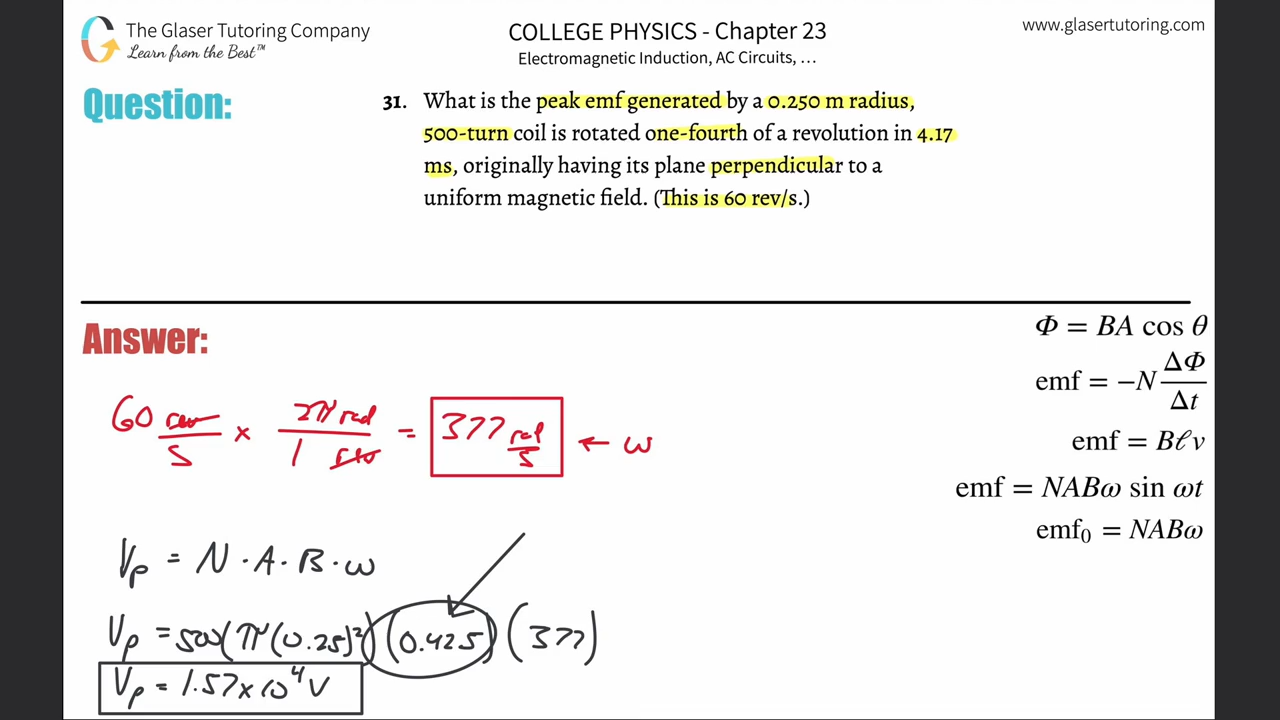 The Glaser Tutoring Company
Learn from the Best™
COLLEGE PHYSICS - Chapter 23
Electromagnetic Induction, AC Circuits, …
www.glasertutoring.com
Question:
31. What is the peak emf generated by a 0.250 m radius,
500-turn coil is rotated one-fourth of a revolution in 4.17
ms, originally having its plane perpendicular to a
uniform magnetic field. (This is 60 rev/s.)
Answer:
Φ = BA cos θ
emf = −N ΔΦ/Δt
emf = Bℓv
emf = NABω sin ωt
emf₀ = NABω
60 rev/s × 2π rad/1 rev = 377 rad/s ← ω
Vp = N · A · B · ω
Vp = 500(π(0.25)²)(0.425)(377)
Vp = 1.57 × 10⁴ V